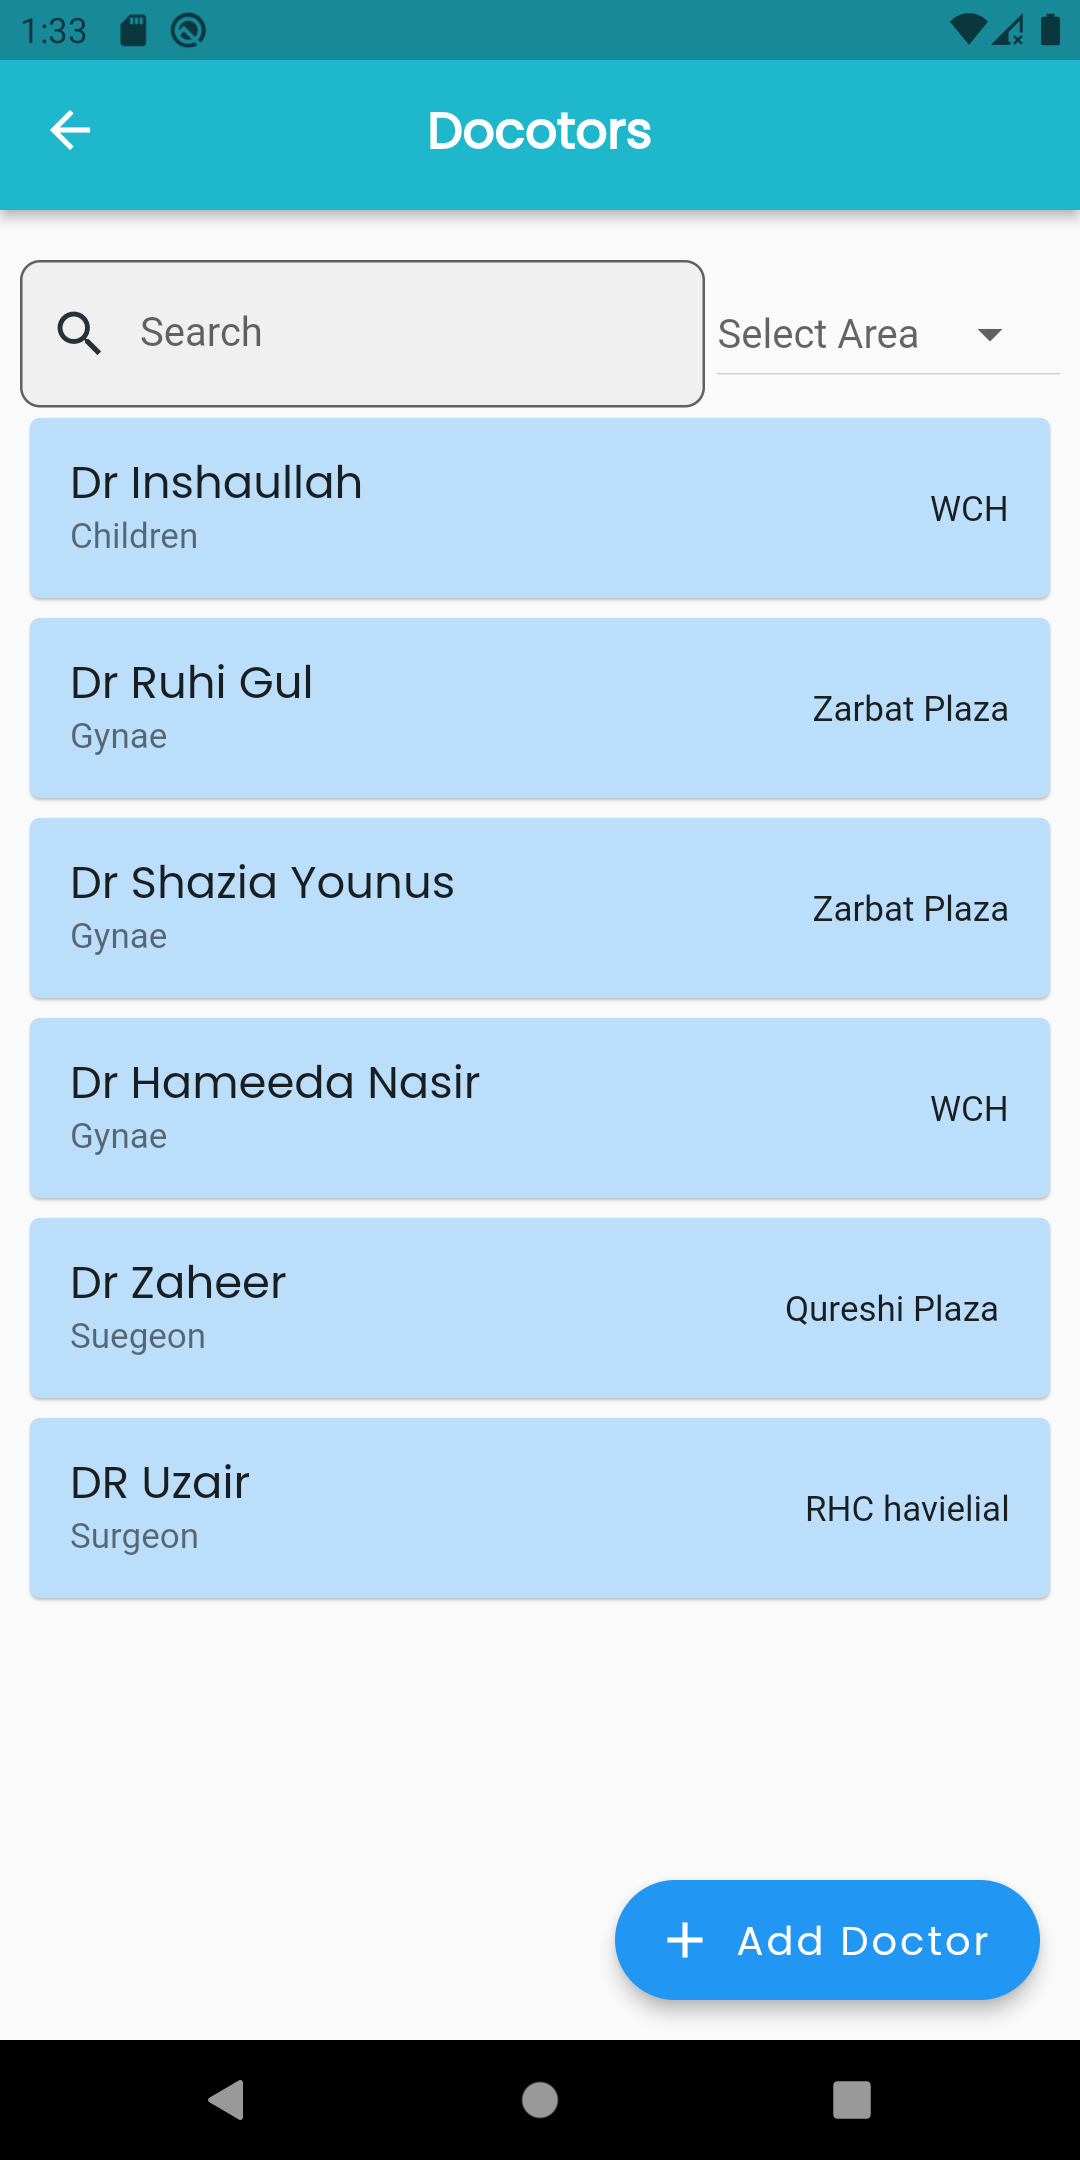 1:33
Docotors
Search
Select Area
Dr Inshaullah
Children
WCH
Dr Ruhi Gul
Gynae
Zarbat Plaza
Dr Shazia Younus
Gynae
Zarbat Plaza
Dr Hameeda Nasir
Gynae
WCH
Dr Zaheer
Suegeon
Qureshi Plaza
DR Uzair
Surgeon
RHC havielial
Add Doctor